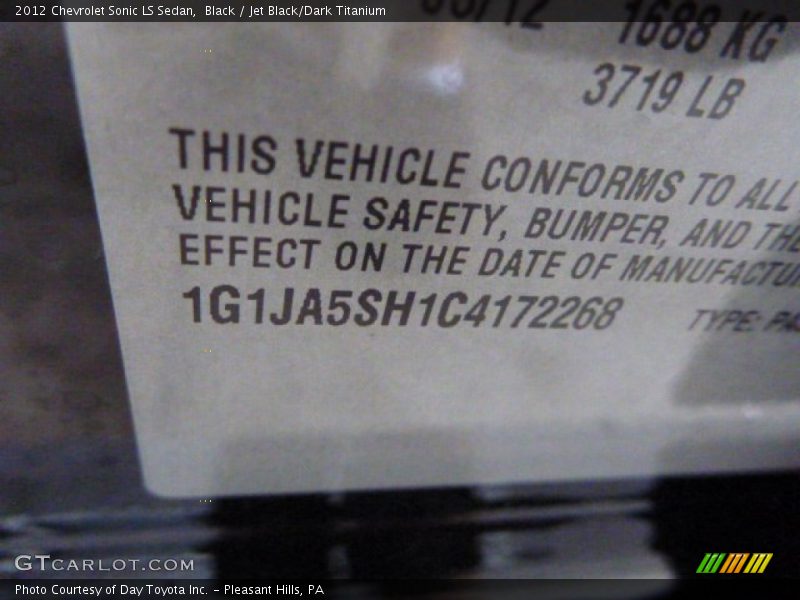 2012 Chevrolet Sonic LS Sedan, Black / Jet Black/Dark Titanium
1688 KG
3719 LB
THIS VEHICLE CONFORMS TO ALL
VEHICLE SAFETY, BUMPER, AND THE
EFFECT ON THE DATE OF MANUFACTU
1G1JA5SH1C4172268 TYPE: PAS
GTCARLOT.COM
Photo Courtesy of Day Toyota Inc. - Pleasant Hills, PA